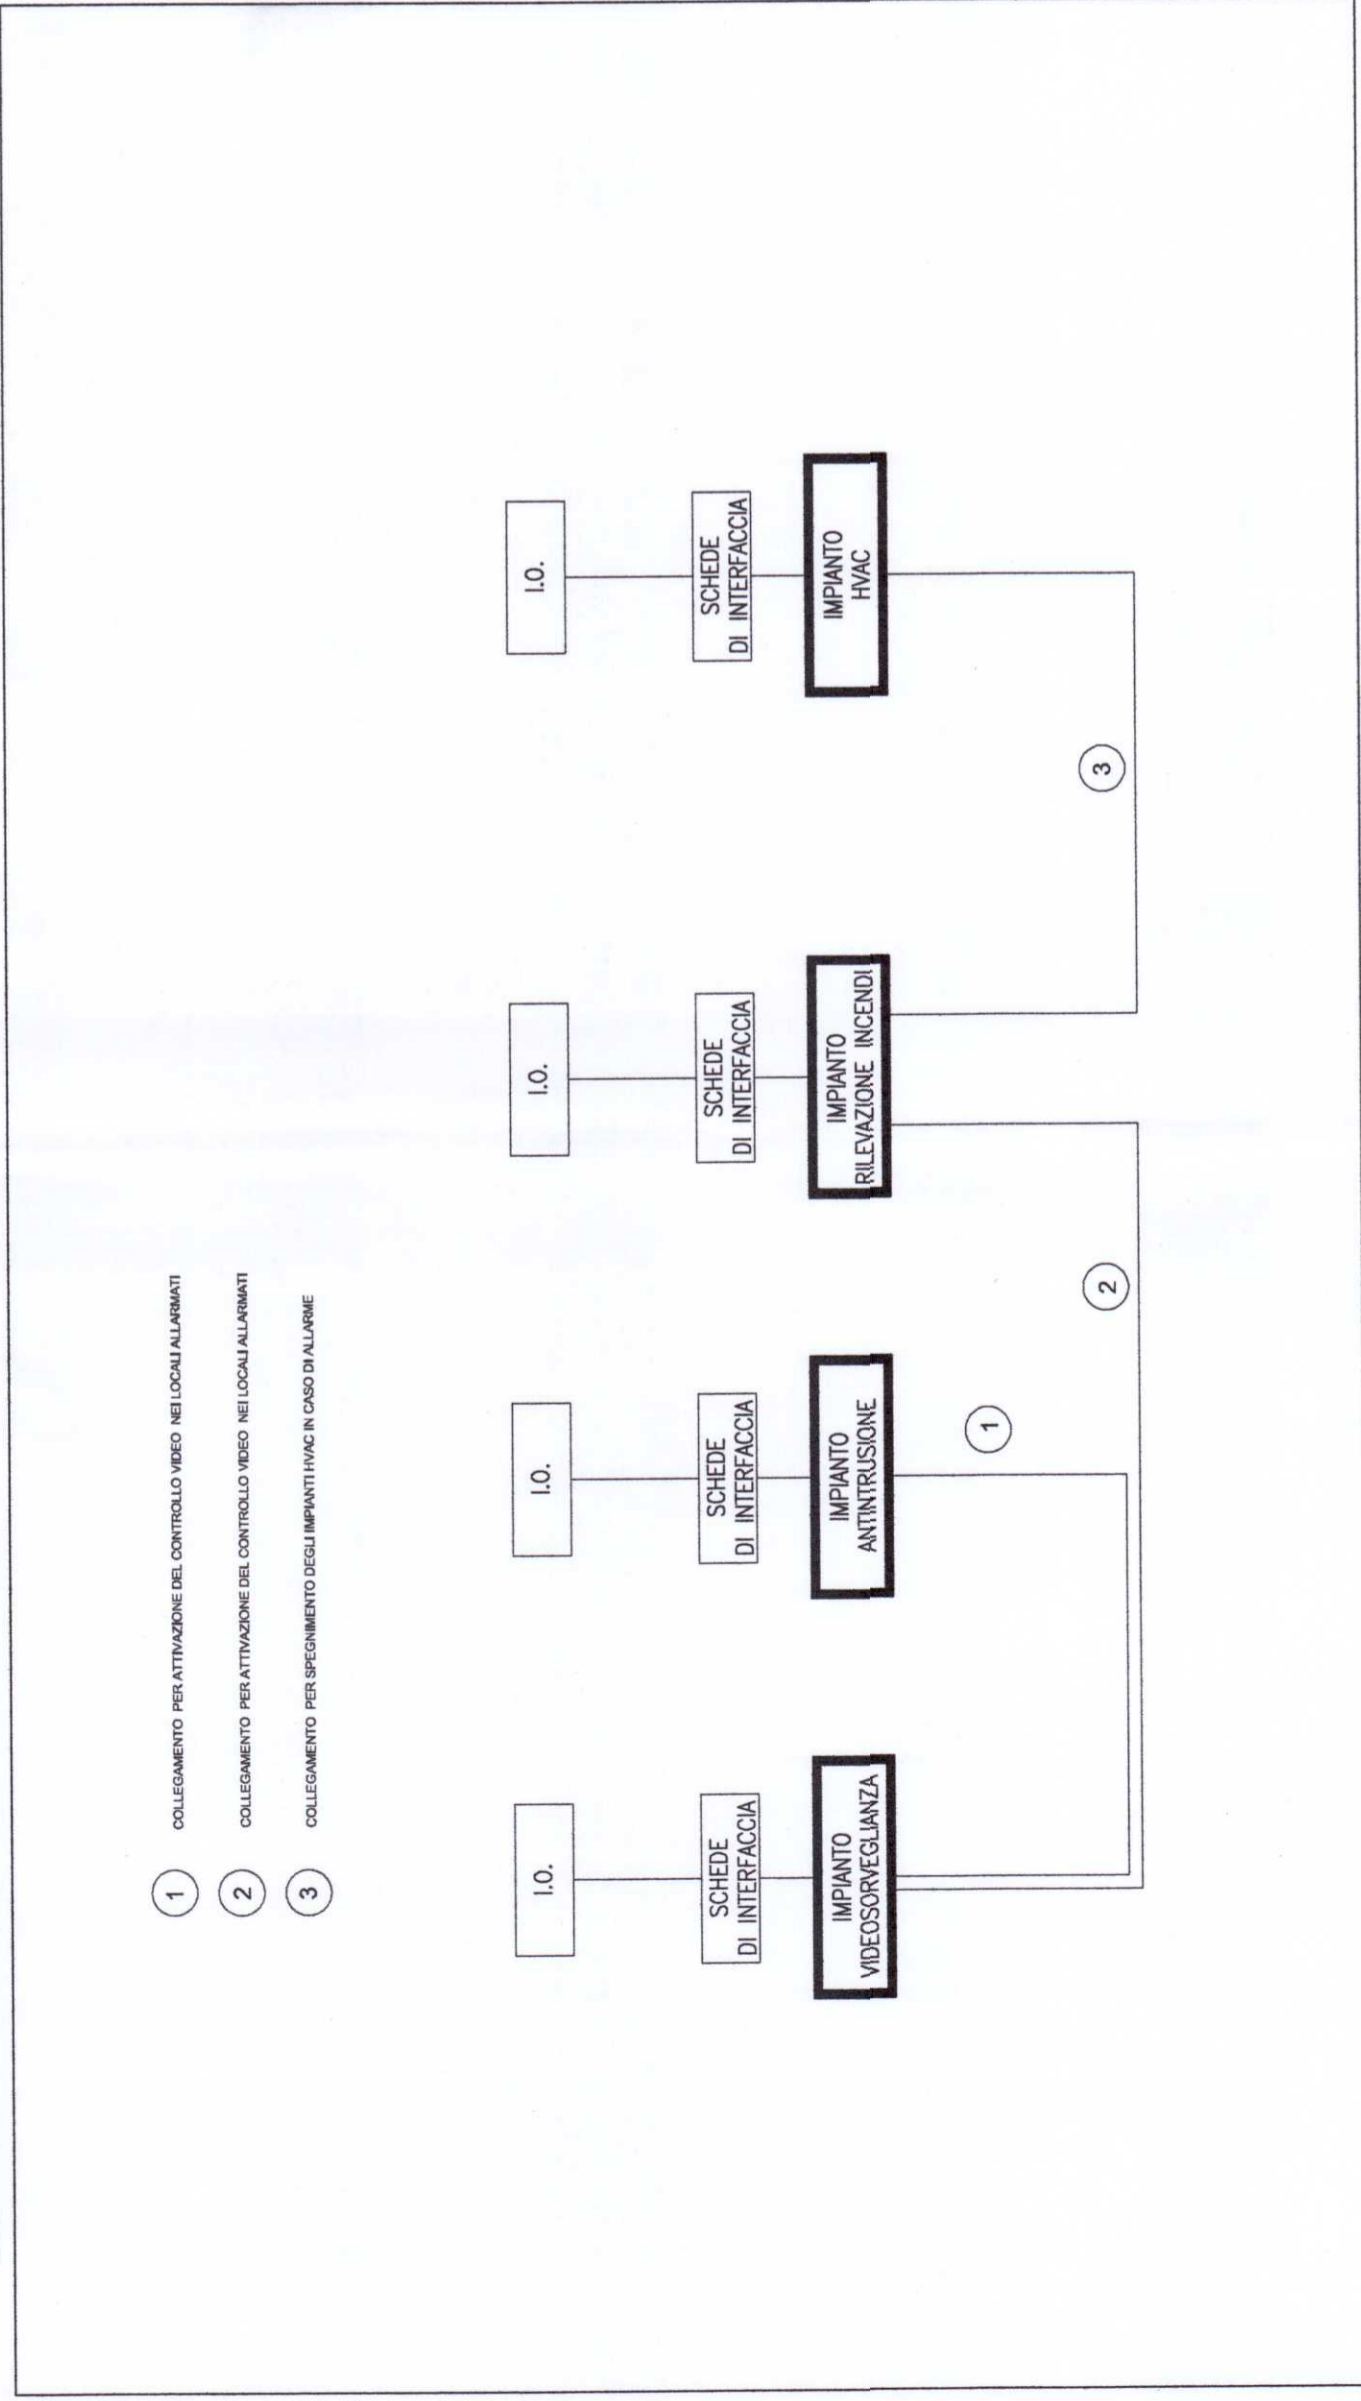 1 COLLEGAMENTO PER ATTIVAZIONE DEL CONTROLLO VIDEO NEI LOCALI ALLARMATI
2 COLLEGAMENTO PER ATTIVAZIONE DEL CONTROLLO VIDEO NEI LOCALI ALLARMATI
3 COLLEGAMENTO PER SPEGNIMENTO DEGLI IMPIANTI HVAC IN CASO DI ALLARME
I.O.
I.O.
I.O.
I.O.
SCHEDE
DI INTERFACCIA
SCHEDE
DI INTERFACCIA
SCHEDE
DI INTERFACCIA
SCHEDE
DI INTERFACCIA
IMPIANTO
VIDEOSORVEGLIANZA
IMPIANTO
ANTINTRUSIONE
IMPIANTO
RILEVAZIONE INCENDI
IMPIANTO
HVAC
1
2
3